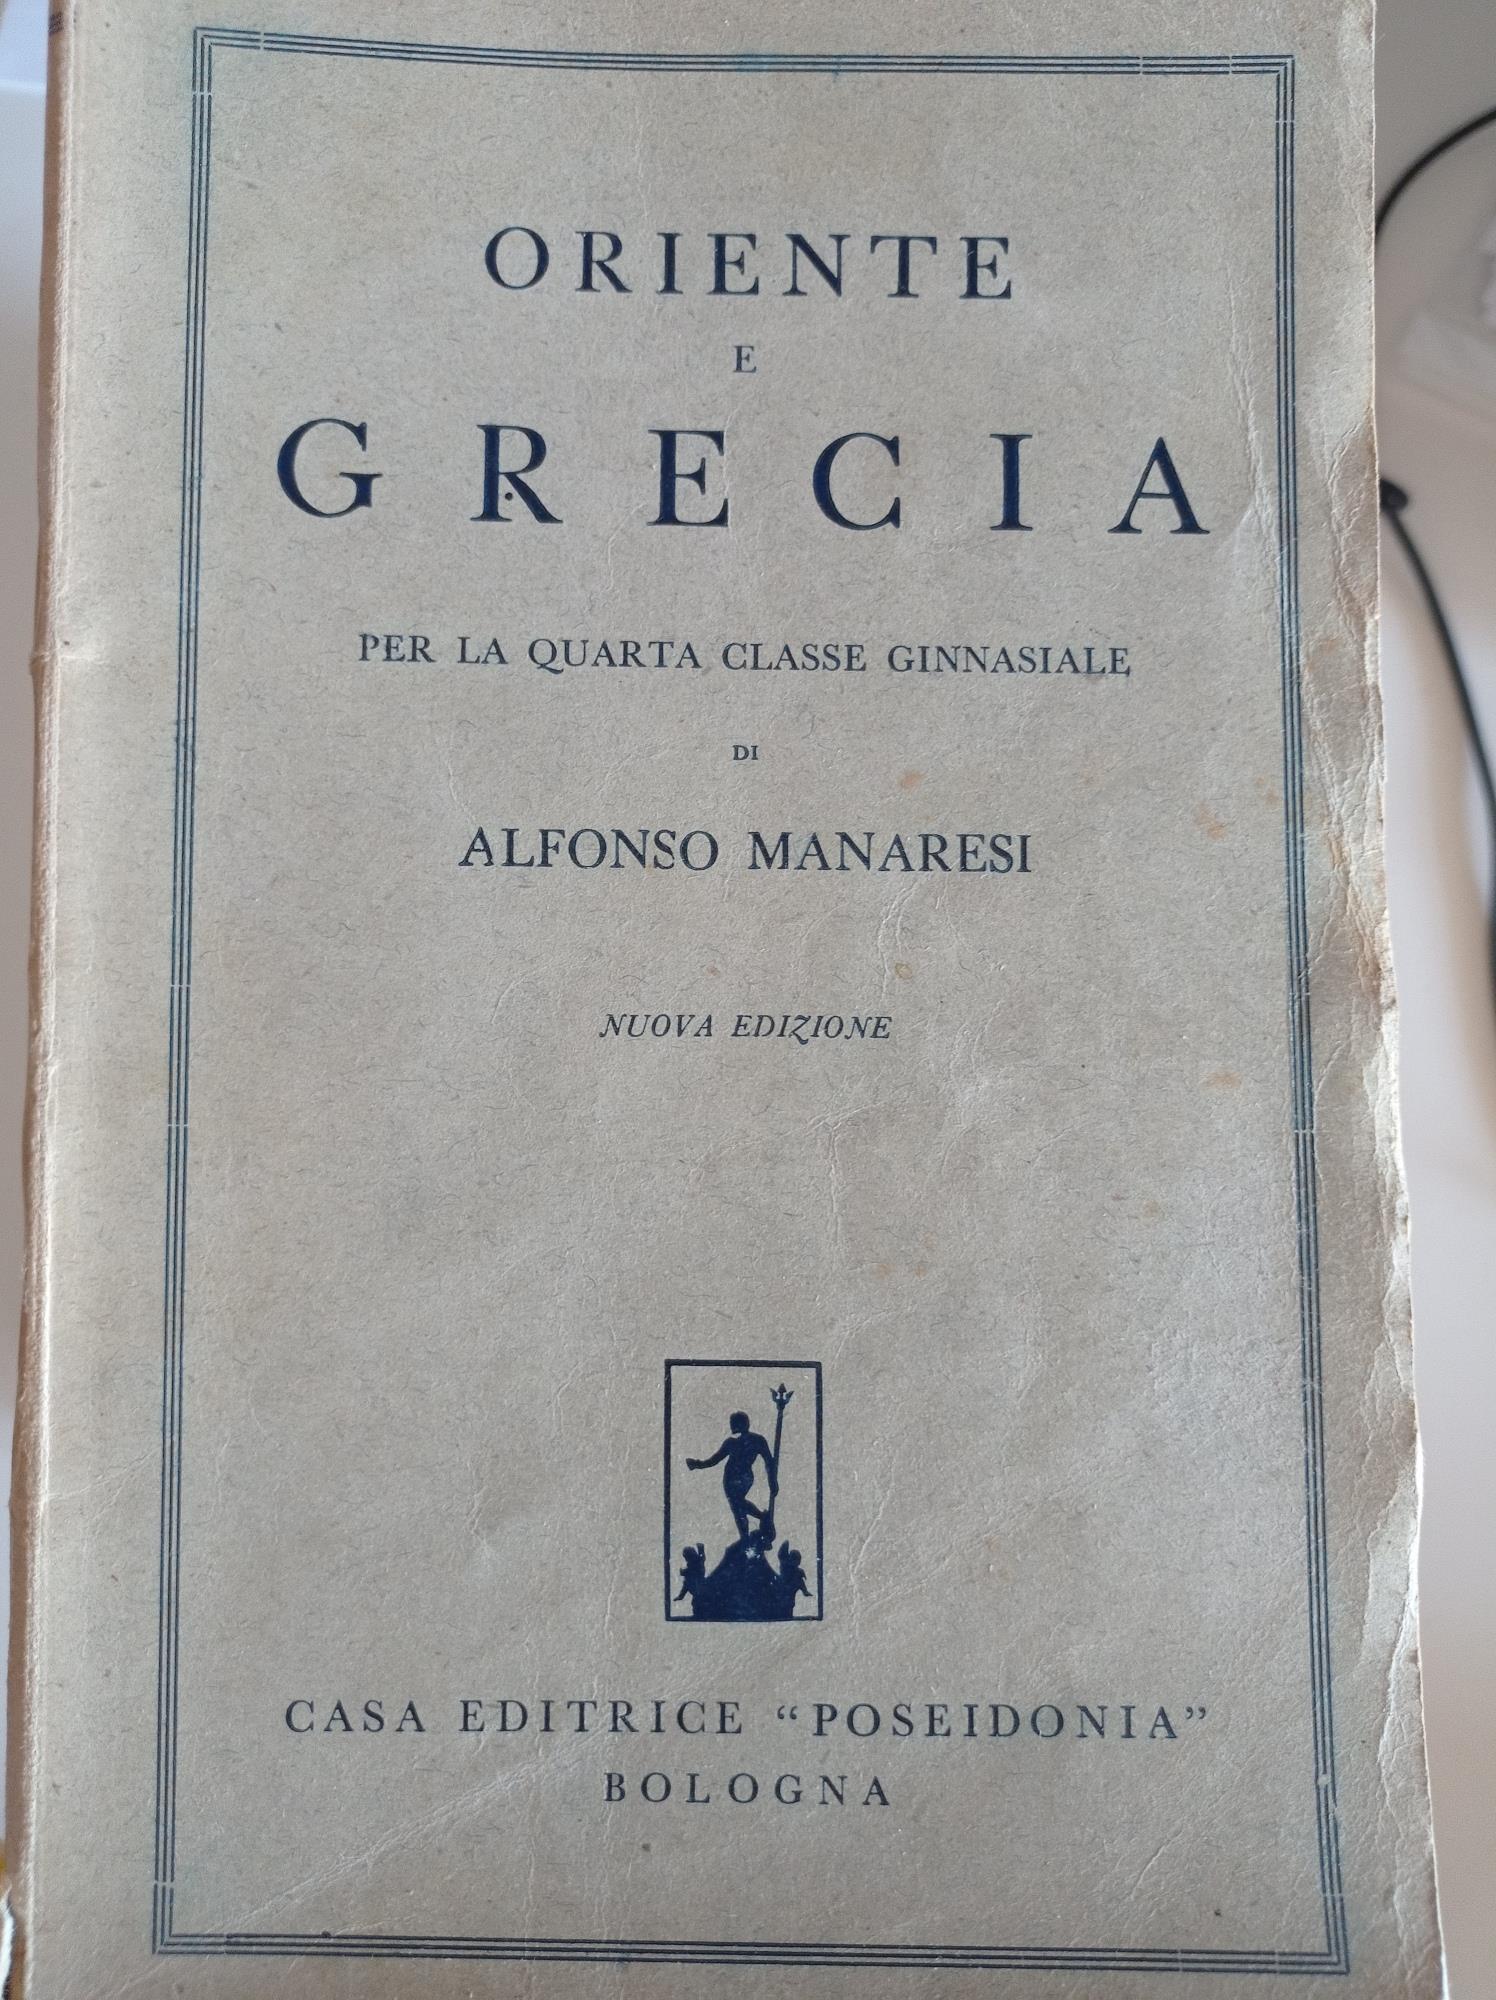 ORIENTE
E
GRECIA
PER LA QUARTA CLASSE GINNASIALE
DI
ALFONSO MANARESI
NUOVA EDIZIONE
CASA EDITRICE “POSEIDONIA”
BOLOGNA